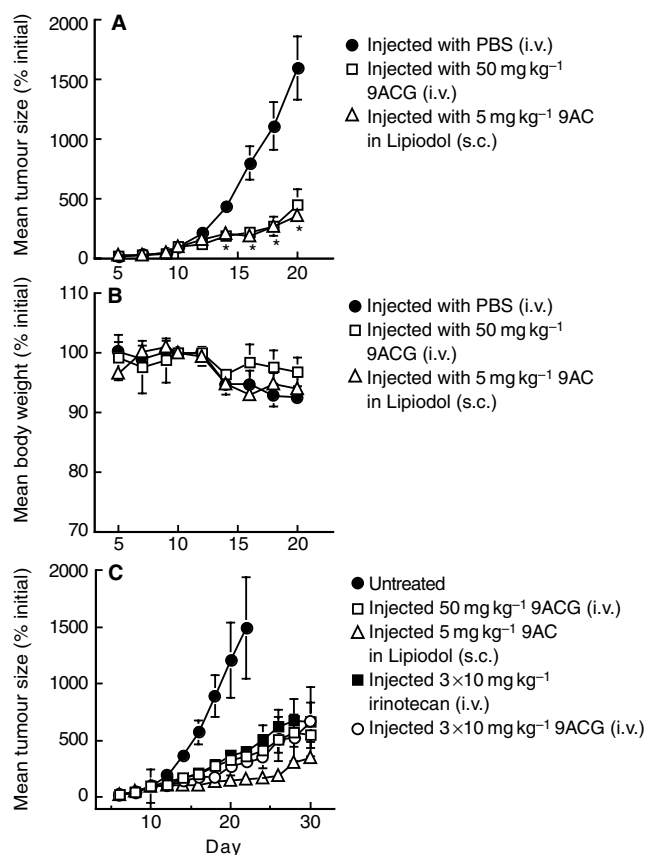 A
Mean tumour size (% initial)
2000
1500
1000
500
0
5 10 15 20
* * * *
Injected with PBS (i.v.)
Injected with 50 mg kg⁻¹
9ACG (i.v.)
Injected with 5 mg kg⁻¹ 9AC
in Lipiodol (s.c.)
B
Mean body weight (% initial)
110
100
90
80
70
5 10 15 20
Injected with PBS (i.v.)
Injected with 50 mg kg⁻¹
9ACG (i.v.)
Injected with 5 mg kg⁻¹ 9AC
in Lipiodol (s.c.)
C
Mean tumour size (% initial)
2000
1500
1000
500
0
10 20 30
Day
Untreated
Injected 50 mg kg⁻¹ 9ACG (i.v.)
Injected 5 mg kg⁻¹ 9AC
in Lipiodol (s.c.)
Injected 3×10 mg kg⁻¹
irinotecan (i.v.)
Injected 3×10 mg kg⁻¹ 9ACG (i.v.)